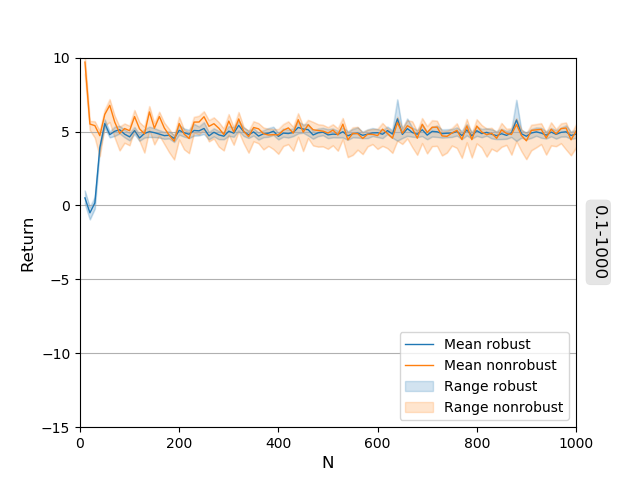 10
5
0
−5
−10
−15
Return
0
200
400
600
800
1000
N
Mean robust
Mean nonrobust
Range robust
Range nonrobust
0.1-1000